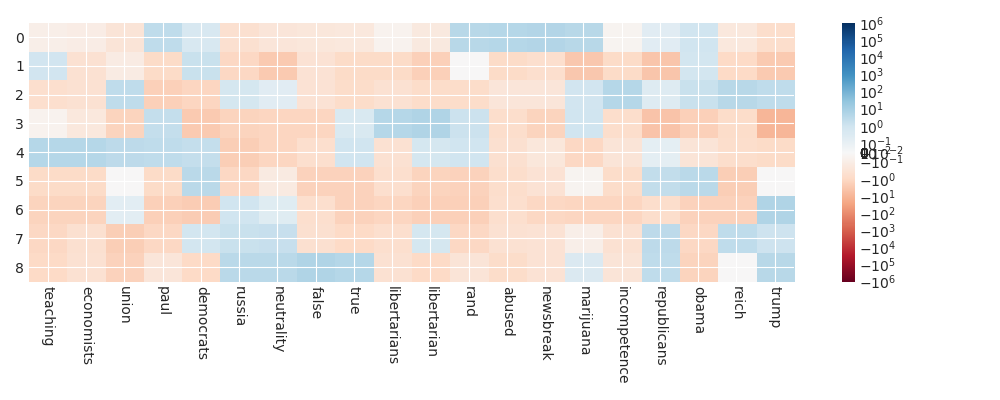 0
1
2
3
4
5
6
7
8
teaching
economists
union
paul
democrats
russia
neutrality
false
true
libertarians
libertarian
rand
abused
newsbreak
marijuana
incompetence
republicans
obama
reich
trump
10^6
10^5
10^4
10^3
10^2
10^1
10^0
10^-1
−10^-1
−10^0
−10^1
−10^2
−10^3
−10^4
−10^5
−10^6